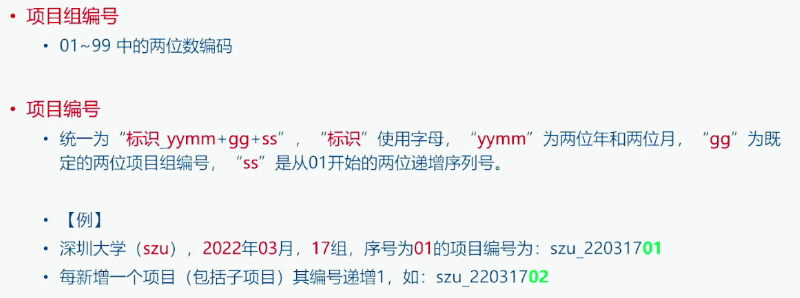 • 项目组编号
• 01~99 中的两位数编码
• 项目编号
• 统一为“标识_yymm+gg+ss”，“标识”使用字母，“yymm”为两位年和两位月，“gg”为既
定的两位项目组编号，“ss”是从01开始的两位递增序列号。
• 【例】
• 深圳大学（szu），2022年03月，17组，序号为01的项目编号为：szu_22031701
• 每新增一个项目（包括子项目）其编号递增1，如：szu_22031702